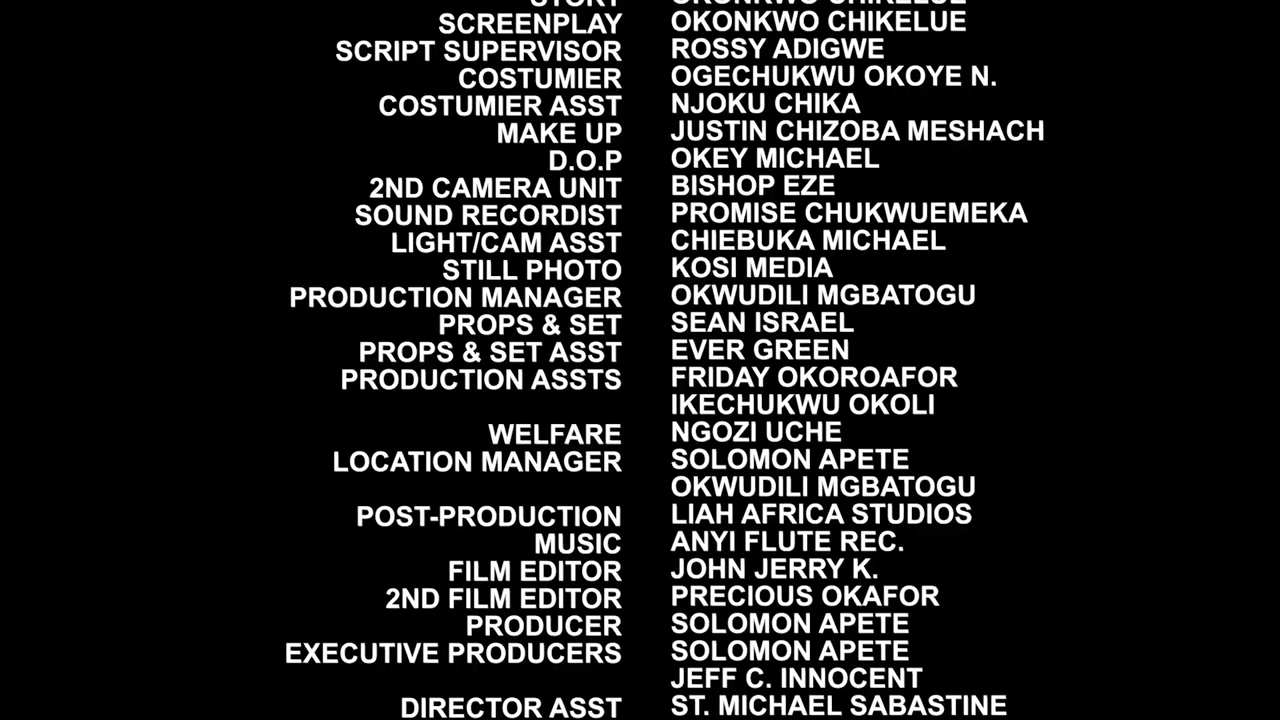 STORY OKONKWO CHIKELUE
SCREENPLAY OKONKWO CHIKELUE
SCRIPT SUPERVISOR ROSSY ADIGWE
COSTUMIER OGECHUKWU OKOYE N.
COSTUMIER ASST NJOKU CHIKA
MAKE UP JUSTIN CHIZOBA MESHACH
D.O.P OKEY MICHAEL
2ND CAMERA UNIT BISHOP EZE
SOUND RECORDIST PROMISE CHUKWUEMEKA
LIGHT/CAM ASST CHIEBUKA MICHAEL
STILL PHOTO KOSI MEDIA
PRODUCTION MANAGER OKWUDILI MGBATOGU
PROPS & SET SEAN ISRAEL
PROPS & SET ASST EVER GREEN
PRODUCTION ASSTS FRIDAY OKOROAFOR
IKECHUKWU OKOLI
WELFARE NGOZI UCHE
LOCATION MANAGER SOLOMON APETE
OKWUDILI MGBATOGU
POST-PRODUCTION LIAH AFRICA STUDIOS
MUSIC ANYI FLUTE REC.
FILM EDITOR JOHN JERRY K.
2ND FILM EDITOR PRECIOUS OKAFOR
PRODUCER SOLOMON APETE
EXECUTIVE PRODUCERS SOLOMON APETE
JEFF C. INNOCENT
DIRECTOR ASST ST. MICHAEL SABASTINE